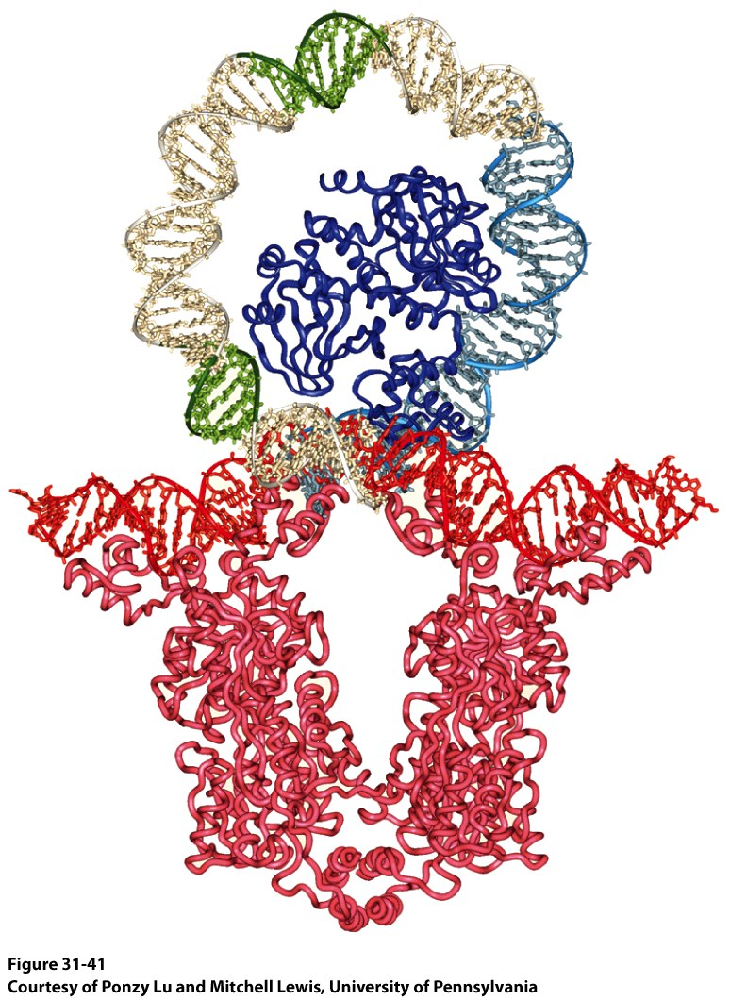 Figure 31-41
Courtesy of Ponzy Lu and Mitchell Lewis, University of Pennsylvania